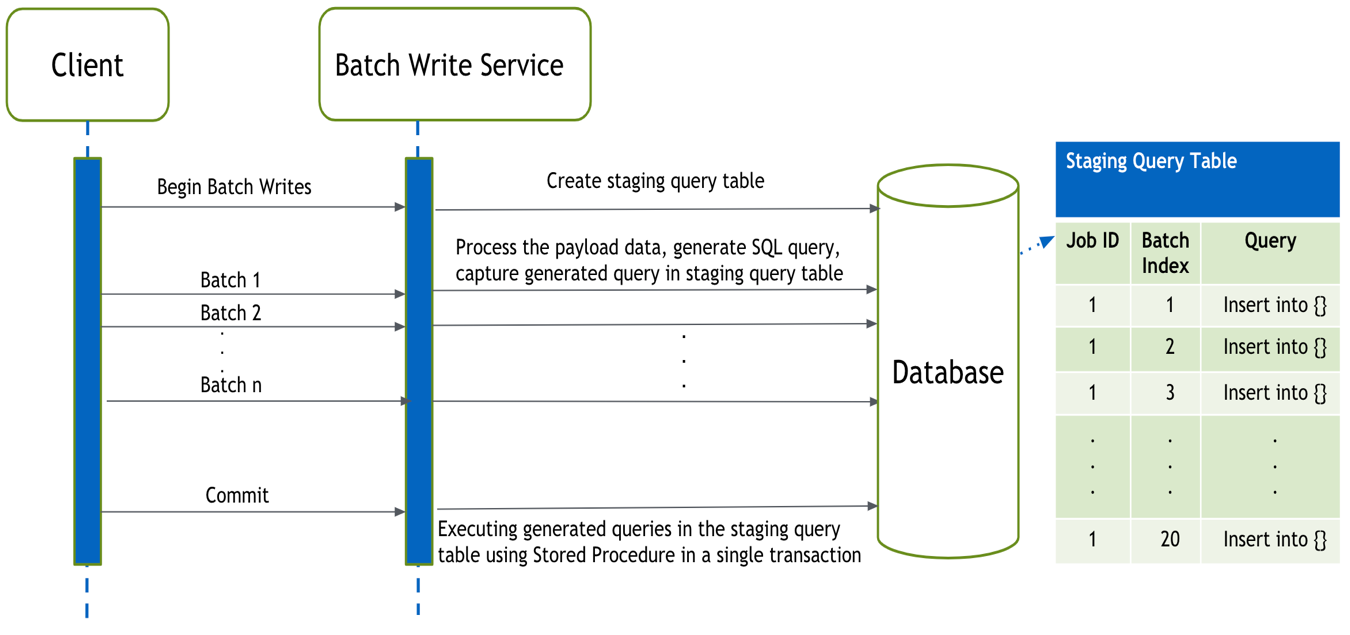 Client
Batch Write Service
Begin Batch Writes
Create staging query table
Process the payload data, generate SQL query,
capture generated query in staging query table
Batch 1
Batch 2
.
.
.
.
.
.
Batch n
Commit
Executing generated queries in the staging query
table using Stored Procedure in a single transaction
Database
Staging Query Table
Job ID Batch Index Query
1 1 Insert into {}
1 2 Insert into {}
1 3 Insert into {}
. . .
. . .
. . .
1 20 Insert into {}